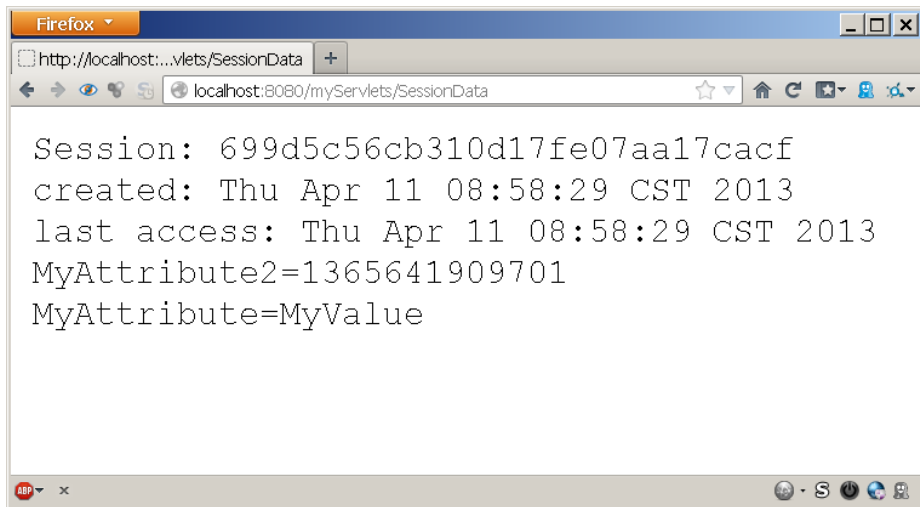 Firefox
http://localhost:...vlets/SessionData
localhost:8080/myServlets/SessionData
Session: 699d5c56cb310d17fe07aa17cacf
created: Thu Apr 11 08:58:29 CST 2013
last access: Thu Apr 11 08:58:29 CST 2013
MyAttribute2=1365641909701
MyAttribute=MyValue
ABP
S